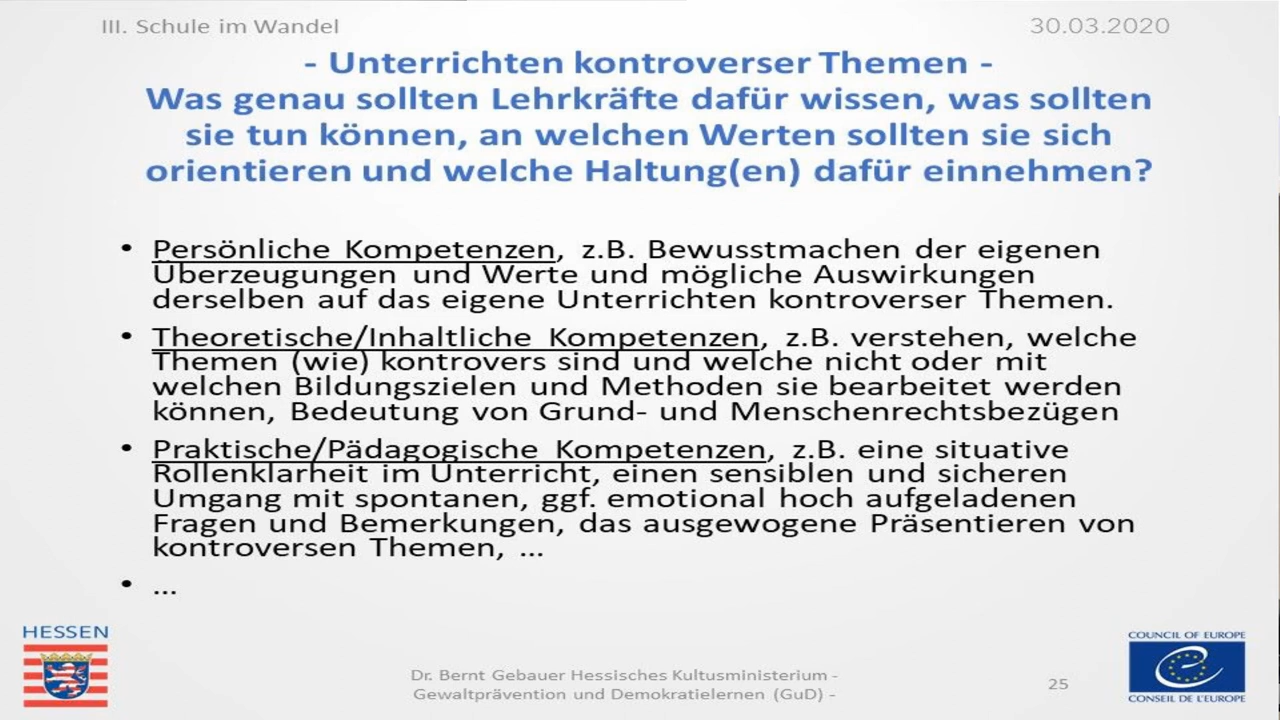 III. Schule im Wandel
30.03.2020
- Unterrichten kontroverser Themen -
Was genau sollten Lehrkräfte dafür wissen, was sollten
sie tun können, an welchen Werten sollten sie sich
orientieren und welche Haltung(en) dafür einnehmen?
• Persönliche Kompetenzen, z.B. Bewusstmachen der eigenen
Überzeugungen und Werte und mögliche Auswirkungen
derselben auf das eigene Unterrichten kontroverser Themen.
• Theoretische/Inhaltliche Kompetenzen, z.B. verstehen, welche
Themen (wie) kontrovers sind und welche nicht oder mit
welchen Bildungszielen und Methoden sie bearbeitet werden
können, Bedeutung von Grund- und Menschenrechtsbezügen
• Praktische/Pädagogische Kompetenzen, z.B. eine situative
Rollenklarheit im Unterricht, einen sensiblen und sicheren
Umgang mit spontanen, ggf. emotional hoch aufgeladenen
Fragen und Bemerkungen, das ausgewogene Präsentieren von
kontroversen Themen, ...
• ...
HESSEN
Dr. Bernt Gebauer Hessisches Kultusministerium -
Gewaltprävention und Demokratielernen (GuD) -
25
COUNCIL OF EUROPE
CONSEIL DE L'EUROPE